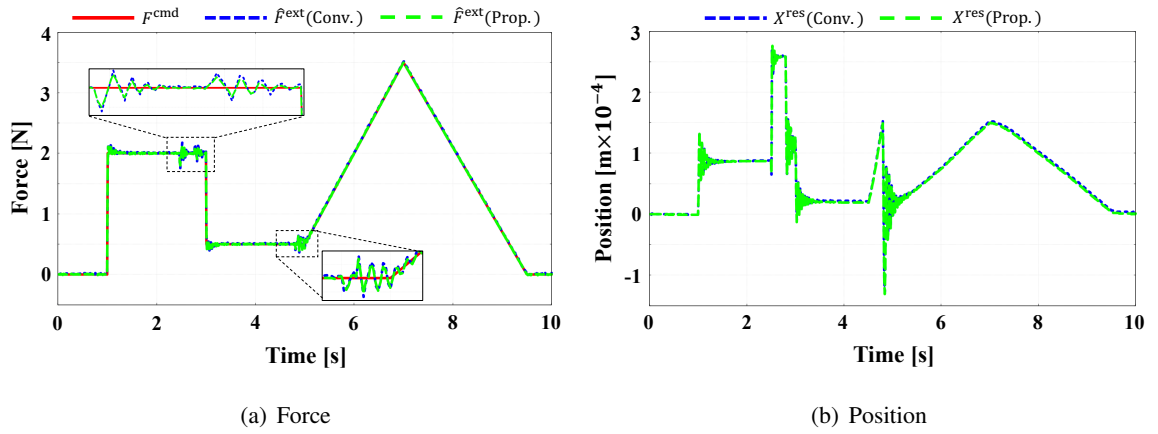 F^cmd F̂^ext(Conv.) F̂^ext(Prop.)
Force [N]
4
3
2
1
0
0 2 4 6 8 10
Time [s]
(a) Force
X^res(Conv.) X^res(Prop.)
Position [m×10⁻⁴]
3
2
1
0
-1
0 2 4 6 8 10
Time [s]
(b) Position